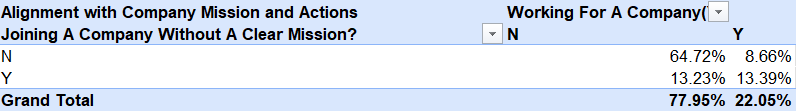 Alignment with Company Mission and Actions Working For A Company(
Joining A Company Without A Clear Mission? N Y
N 64.72% 8.66%
Y 13.23% 13.39%
Grand Total 77.95% 22.05%